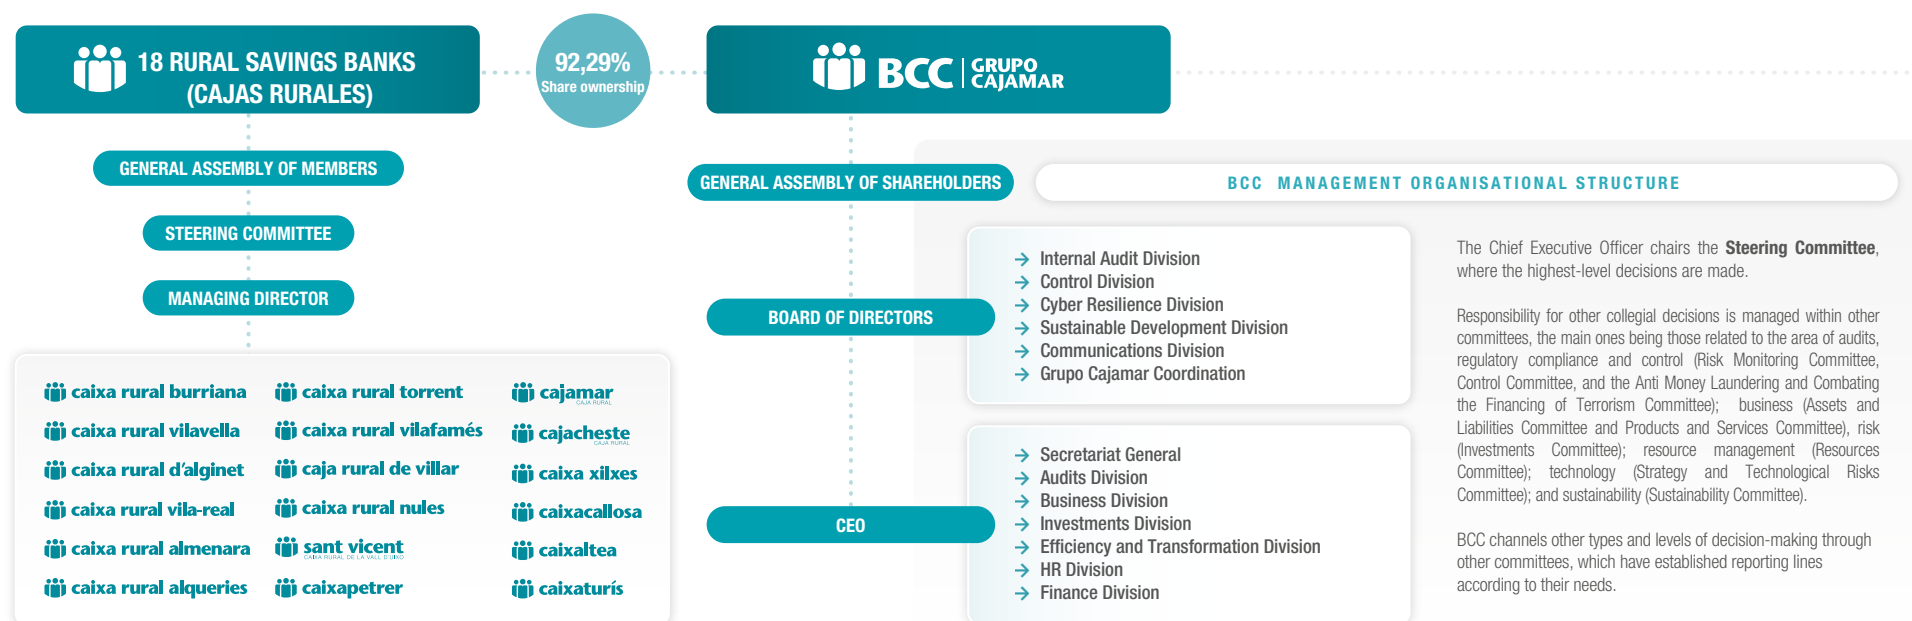 18 RURAL SAVINGS BANKS
(CAJAS RURALES)
92,29%
Share ownership
BCC GRUPO
CAJAMAR
GENERAL ASSEMBLY OF MEMBERS
STEERING COMMITTEE
MANAGING DIRECTOR
caixa rural burriana
caixa rural vilavella
caixa rural d'alginet
caixa rural vila-real
caixa rural almenara
caixa rural alqueries
caixa rural torrent
caixa rural vilafamés
caja rural de villar
caixa rural nules
sant vicent
CAIXA RURAL DE LA VALL D'UIXO
caixapetrer
cajamar
CAJA RURAL
cajacheste
CAJA RURAL
caixa xilxes
caixacallosa
caixaltea
caixaturís
GENERAL ASSEMBLY OF SHAREHOLDERS
BOARD OF DIRECTORS
CEO
BCC MANAGEMENT ORGANISATIONAL STRUCTURE
→ Internal Audit Division
→ Control Division
→ Cyber Resilience Division
→ Sustainable Development Division
→ Communications Division
→ Grupo Cajamar Coordination
→ Secretariat General
→ Audits Division
→ Business Division
→ Investments Division
→ Efficiency and Transformation Division
→ HR Division
→ Finance Division
The Chief Executive Officer chairs the Steering Committee,
where the highest-level decisions are made.
Responsibility for other collegial decisions is managed within other
committees, the main ones being those related to the area of audits,
regulatory compliance and control (Risk Monitoring Committee,
Control Committee, and the Anti Money Laundering and Combating
the Financing of Terrorism Committee); business (Assets and
Liabilities Committee and Products and Services Committee), risk
(Investments Committee); resource management (Resources
Committee); technology (Strategy and Technological Risks
Committee); and sustainability (Sustainability Committee).
BCC channels other types and levels of decision-making through
other committees, which have established reporting lines
according to their needs.